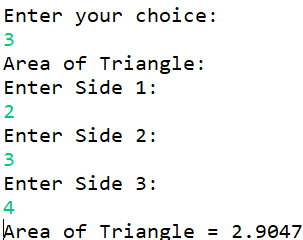 Enter your choice:
3
Area of Triangle:
Enter Side 1:
2
Enter Side 2:
3
Enter Side 3:
4
Area of Triangle = 2.9047